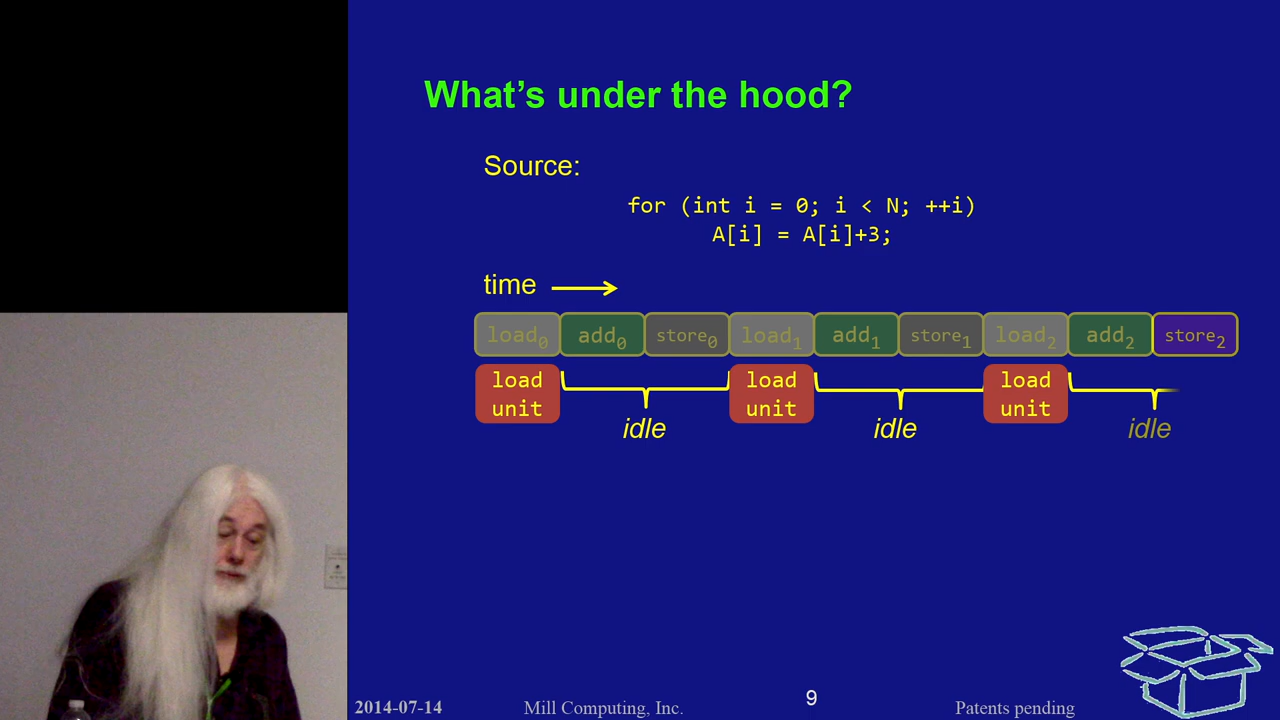 What's under the hood?
Source:
for (int i = 0; i < N; ++i)
A[i] = A[i]+3;
time
load0 add0 store0 load1 add1 store1 load2 add2 store2
load unit load unit load unit
idle idle idle
2014-07-14 Mill Computing, Inc. 9 Patents pending